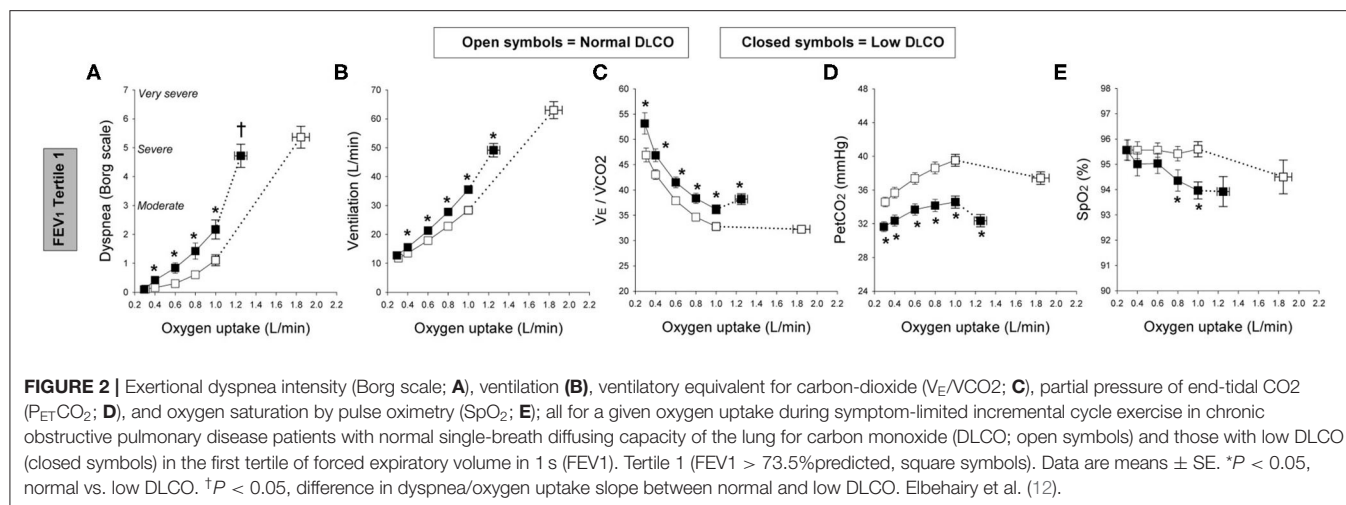 Open symbols = Normal DLCO
Closed symbols = Low DLCO
FEV1 Tertile 1
A
Dyspnea (Borg scale)
7
6
5
4
3
2
1
0
Very severe
Severe
Moderate
†
* * * *
0.2 0.4 0.6 0.8 1.0 1.2 1.4 1.6 1.8 2.0 2.2
Oxygen uptake (L/min)
B
Ventilation (L/min)
70
60
50
40
30
20
10
0
* * * * *
0.2 0.4 0.6 0.8 1.0 1.2 1.4 1.6 1.8 2.0 2.2
Oxygen uptake (L/min)
C
V̇E / V̇CO2
60
55
50
45
40
35
30
25
20
* * * * * *
0.2 0.4 0.6 0.8 1.0 1.2 1.4 1.6 1.8 2.0 2.2
Oxygen uptake (L/min)
D
PetCO2 (mmHg)
48
44
40
36
32
28
24
* * * * * *
0.2 0.4 0.6 0.8 1.0 1.2 1.4 1.6 1.8 2.0 2.2
Oxygen uptake (L/min)
E
SpO2 (%)
98
97
96
95
94
93
92
91
90
* *
0.2 0.4 0.6 0.8 1.0 1.2 1.4 1.6 1.8 2.0 2.2
Oxygen uptake (L/min)
FIGURE 2 | Exertional dyspnea intensity (Borg scale; A), ventilation (B), ventilatory equivalent for carbon-dioxide (VE/VCO2; C), partial pressure of end-tidal CO2
(PETCO2; D), and oxygen saturation by pulse oximetry (SpO2; E); all for a given oxygen uptake during symptom-limited incremental cycle exercise in chronic
obstructive pulmonary disease patients with normal single-breath diffusing capacity of the lung for carbon monoxide (DLCO; open symbols) and those with low DLCO
(closed symbols) in the first tertile of forced expiratory volume in 1 s (FEV1). Tertile 1 (FEV1 > 73.5%predicted, square symbols). Data are means ± SE. *P < 0.05,
normal vs. low DLCO. †P < 0.05, difference in dyspnea/oxygen uptake slope between normal and low DLCO. Elbehairy et al. (12).